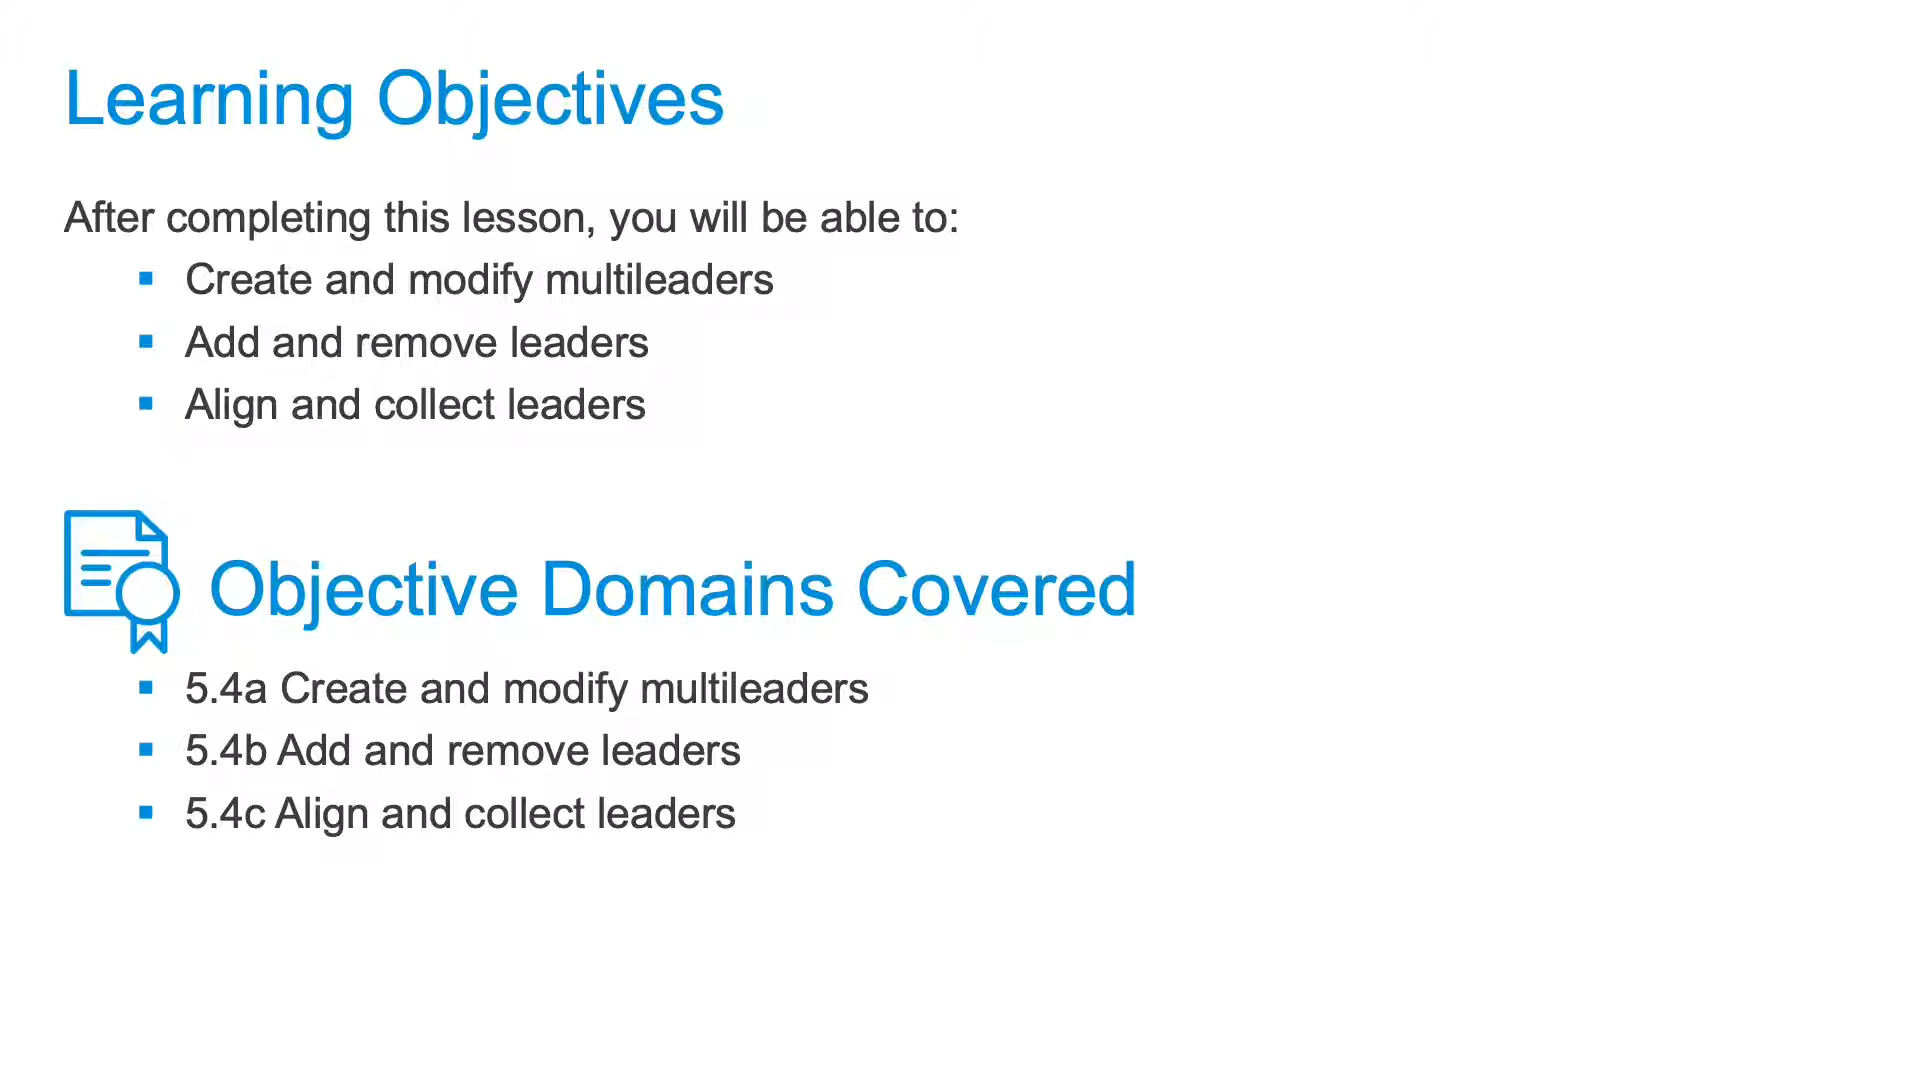 Learning Objectives
After completing this lesson, you will be able to:
▪ Create and modify multileaders
▪ Add and remove leaders
▪ Align and collect leaders
Objective Domains Covered
▪ 5.4a Create and modify multileaders
▪ 5.4b Add and remove leaders
▪ 5.4c Align and collect leaders